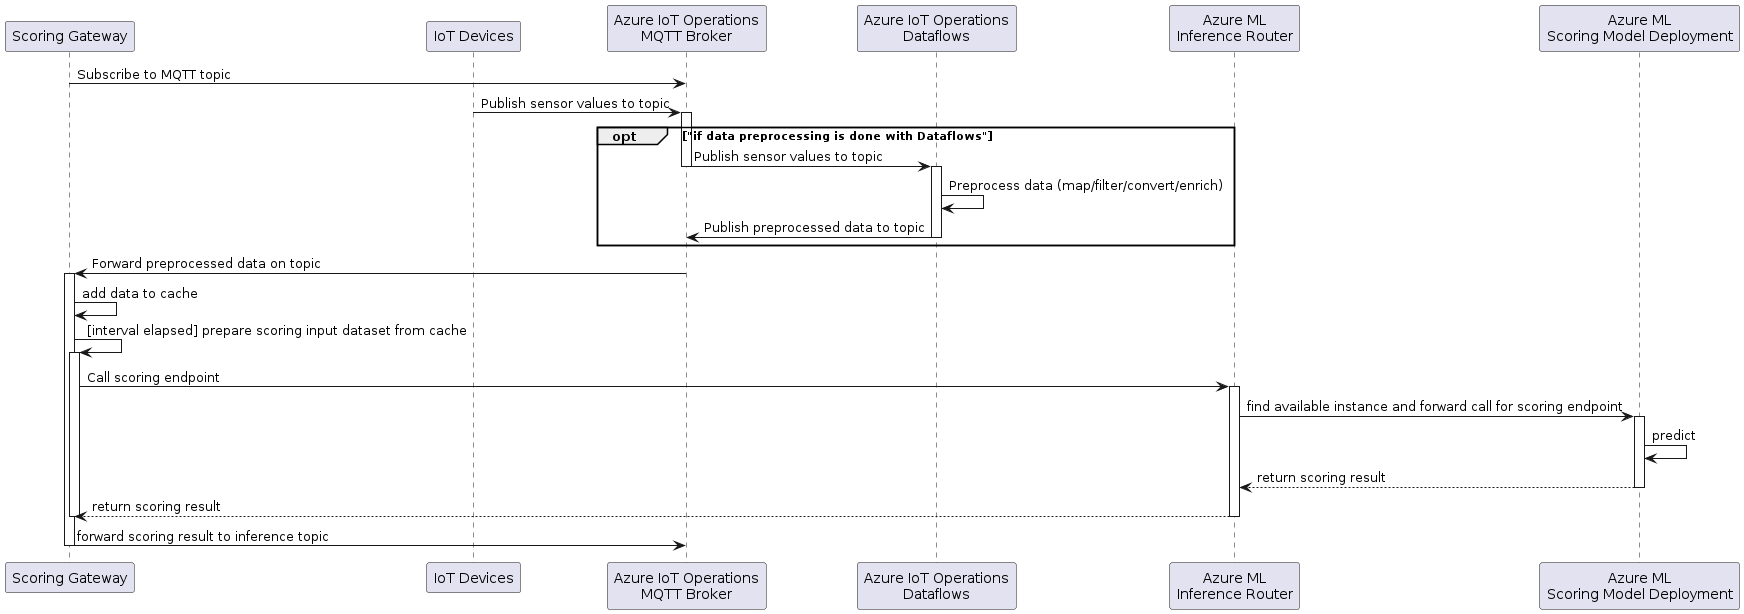 Scoring Gateway
IoT Devices
Azure IoT Operations
MQTT Broker
Azure IoT Operations
Dataflows
Azure ML
Inference Router
Azure ML
Scoring Model Deployment
Subscribe to MQTT topic
Publish sensor values to topic
opt
["if data preprocessing is done with Dataflows"]
Publish sensor values to topic
Preprocess data (map/filter/convert/enrich)
Publish preprocessed data to topic
Forward preprocessed data on topic
add data to cache
[interval elapsed] prepare scoring input dataset from cache
Call scoring endpoint
find available instance and forward call for scoring endpoint
predict
return scoring result
return scoring result
forward scoring result to inference topic
Scoring Gateway
IoT Devices
Azure IoT Operations
MQTT Broker
Azure IoT Operations
Dataflows
Azure ML
Inference Router
Azure ML
Scoring Model Deployment